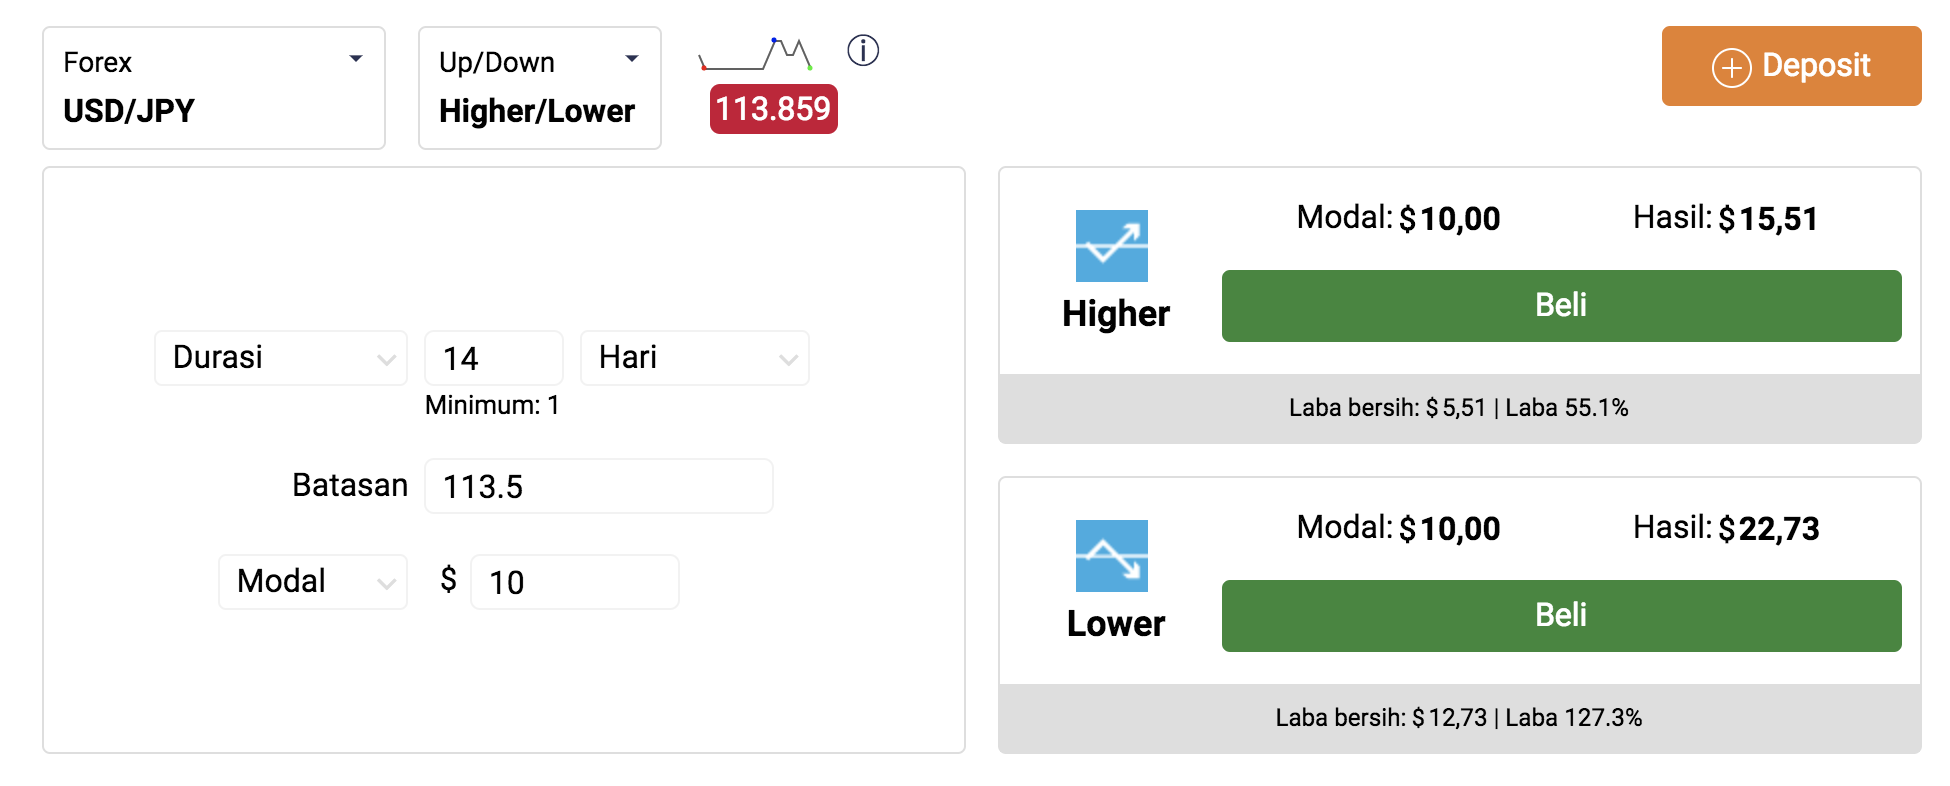 Forex
USD/JPY
Up/Down
Higher/Lower
113.859
Deposit
Durasi 14 Hari
Minimum: 1
Batasan 113.5
Modal $ 10
Modal: $10,00 Hasil: $15,51
Higher
Beli
Laba bersih: $5,51 | Laba 55.1%
Modal: $10,00 Hasil: $22,73
Lower
Beli
Laba bersih: $12,73 | Laba 127.3%